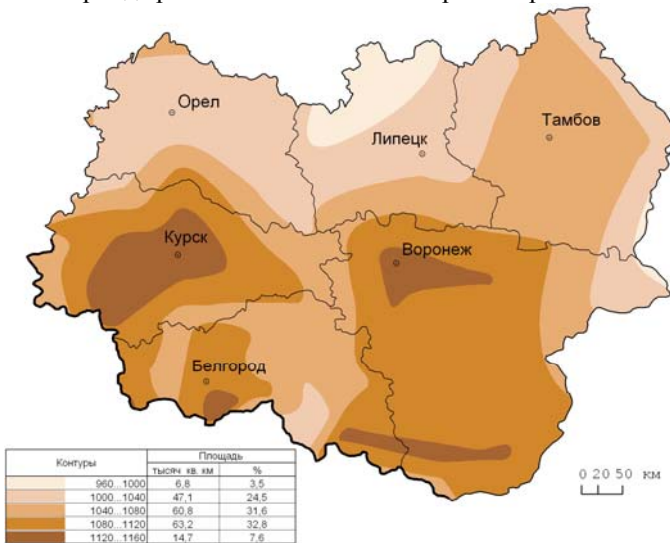 Орел
Липецк
Тамбов
Курск
Воронеж
Белгород
Контуры Площадь
тысяч кв. км %
960...1000 6,8 3,5
1000...1040 47,1 24,5
1040...1080 60,8 31,6
1080...1120 63,2 32,8
1120...1160 14,7 7,6
0 20 50 км